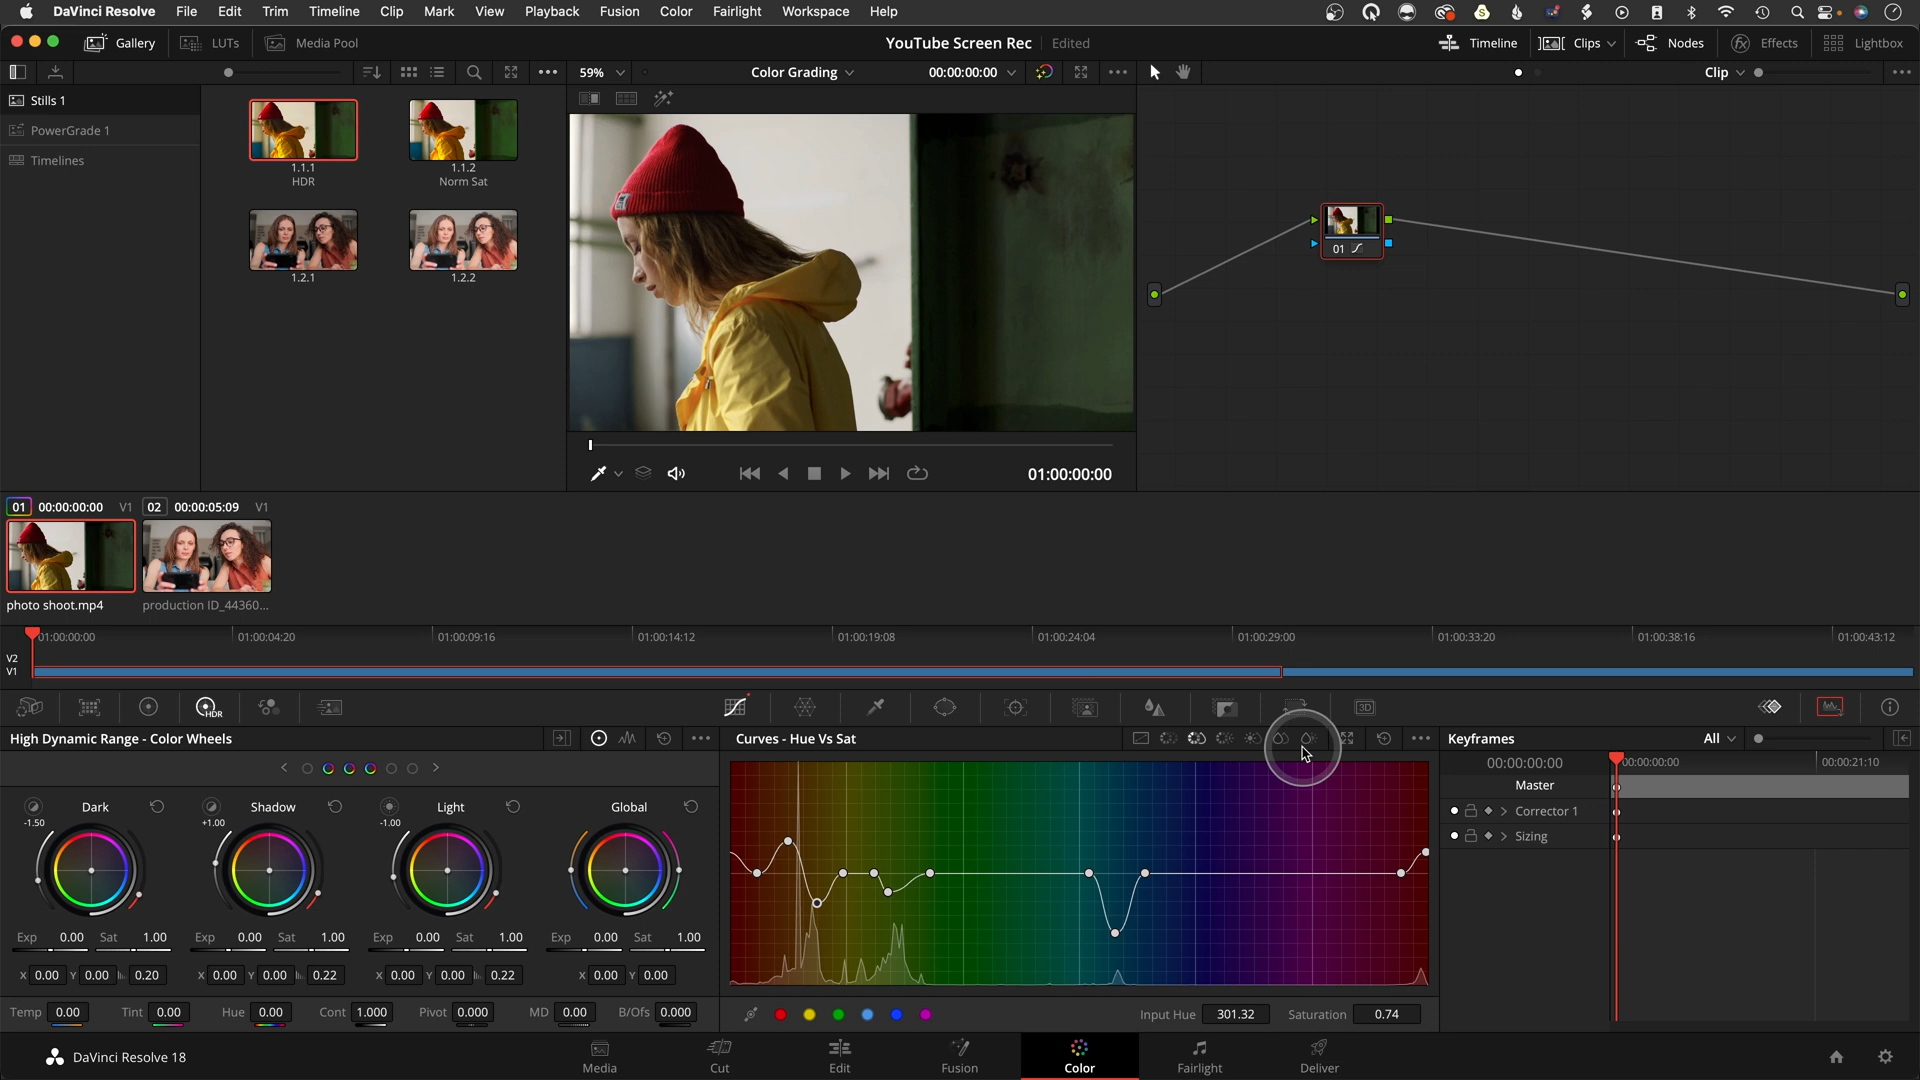 DaVinci Resolve File Edit Trim Timeline Clip Mark View Playback Fusion Color Fairlight Workspace Help
Gallery LUTs Media Pool YouTube Screen Rec Edited Timeline Clips Nodes Effects Lightbox
59% Color Grading 00:00:00:00 Clip
Stills 1
PowerGrade 1
Timelines
1.1.1
HDR
1.1.2
Norm Sat
1.2.1
1.2.2
01
01:00:00:00
01 00:00:00:00 V1 02 00:00:05:09 V1
photo shoot.mp4 production ID_44360...
01:00:00:00 01:00:04:20 01:00:09:16 01:00:14:12 01:00:19:08 01:00:24:04 01:00:29:00 01:00:33:20 01:00:38:16 01:00:43:12
V2
V1
HDR 3D
High Dynamic Range - Color Wheels
Dark Shadow Light Global
-1.50 +1.00 -1.00
Exp 0.00 Sat 1.00 Exp 0.00 Sat 1.00 Exp 0.00 Sat 1.00 Exp 0.00 Sat 1.00
X 0.00 Y 0.00 0.20 X 0.00 Y 0.00 0.22 X 0.00 Y 0.00 0.22 X 0.00 Y 0.00
Temp 0.00 Tint 0.00 Hue 0.00 Cont 1.000 Pivot 0.000 MD 0.00 B/Ofs 0.000
Curves - Hue Vs Sat
Input Hue 301.32 Saturation 0.74
Keyframes All
00:00:00:00 00:00:00:00 00:00:21:10
Master
Corrector 1
Sizing
DaVinci Resolve 18
Media Cut Edit Fusion Color Fairlight Deliver